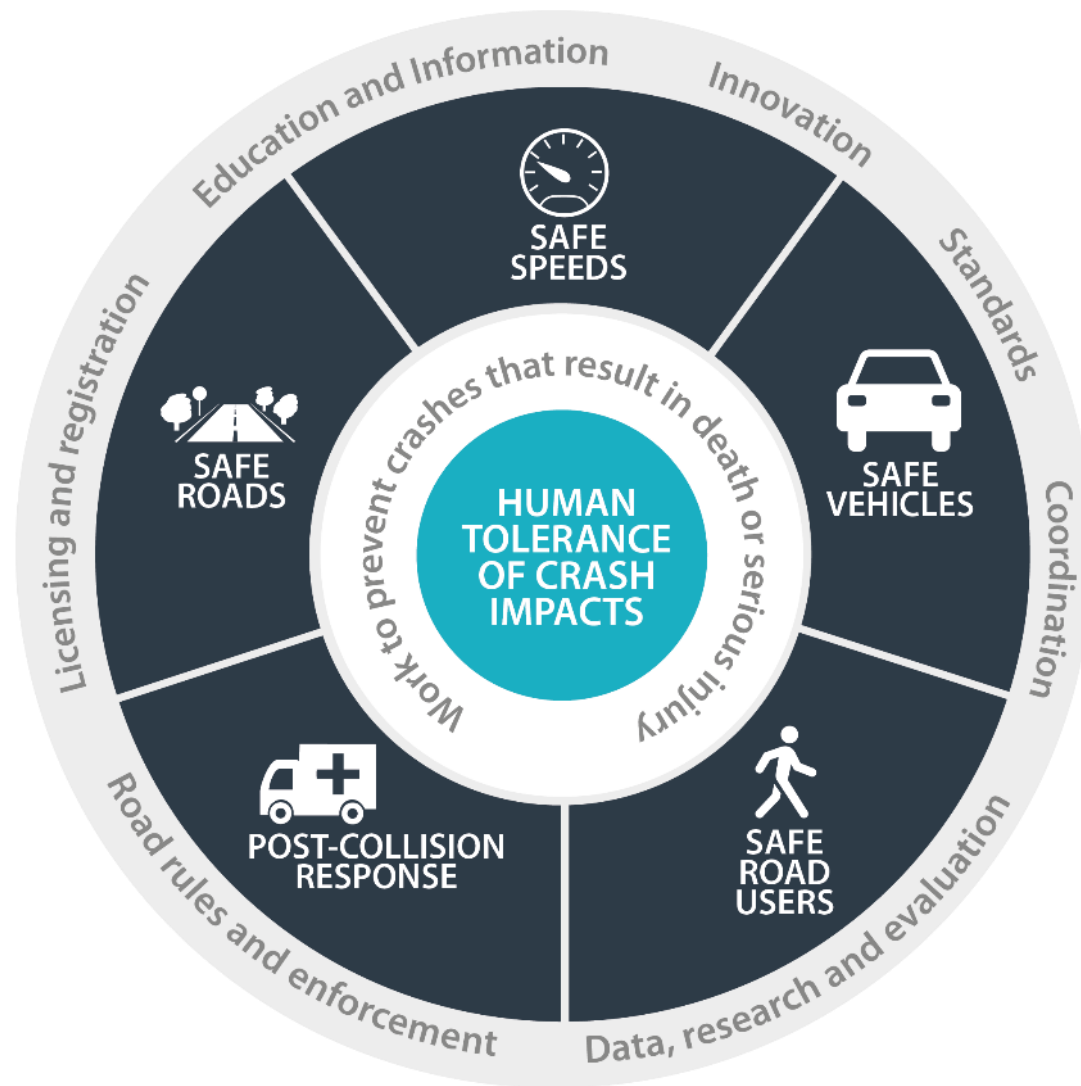 Education and Information
Innovation
Standards
Coordination
Data, research and evaluation
Road rules and enforcement
Licensing and registration
SAFE
SPEEDS
SAFE
VEHICLES
SAFE
ROAD
USERS
POST-COLLISION
RESPONSE
SAFE
ROADS
Work to prevent crashes that result in death or serious injury
HUMAN
TOLERANCE
OF CRASH
IMPACTS